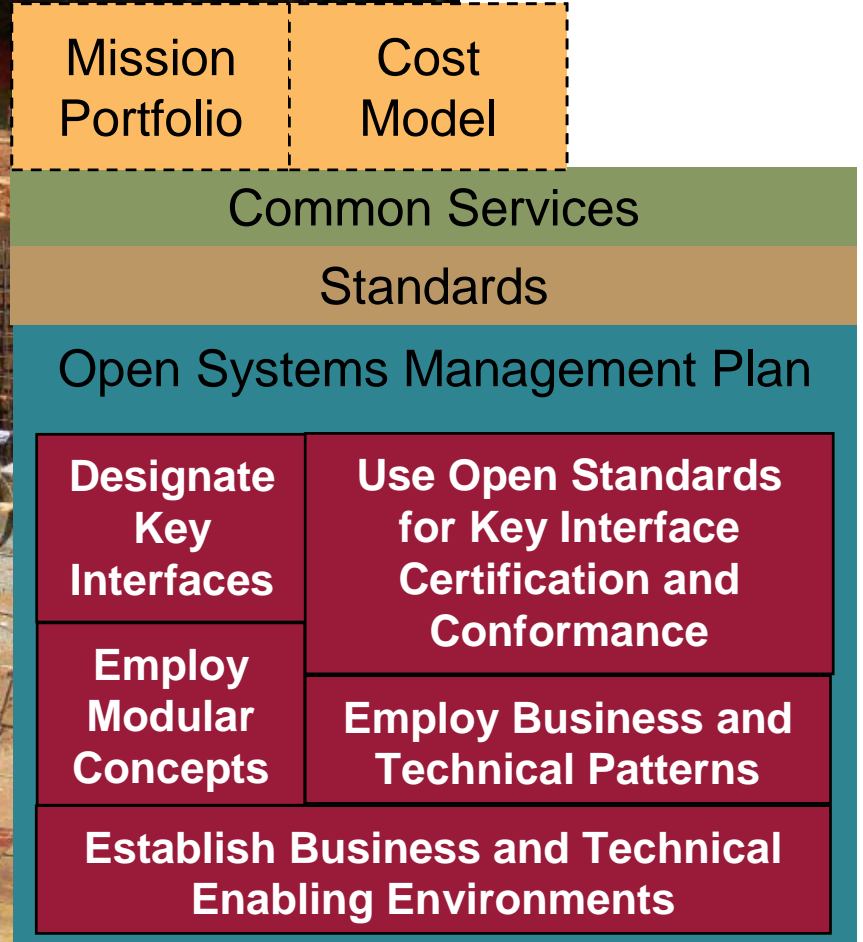 Mission
Portfolio
Cost
Model
Common Services
Standards
Open Systems Management Plan
Designate
Key
Interfaces
Use Open Standards
for Key Interface
Certification and
Conformance
Employ
Modular
Concepts
Employ Business and
Technical Patterns
Establish Business and Technical
Enabling Environments